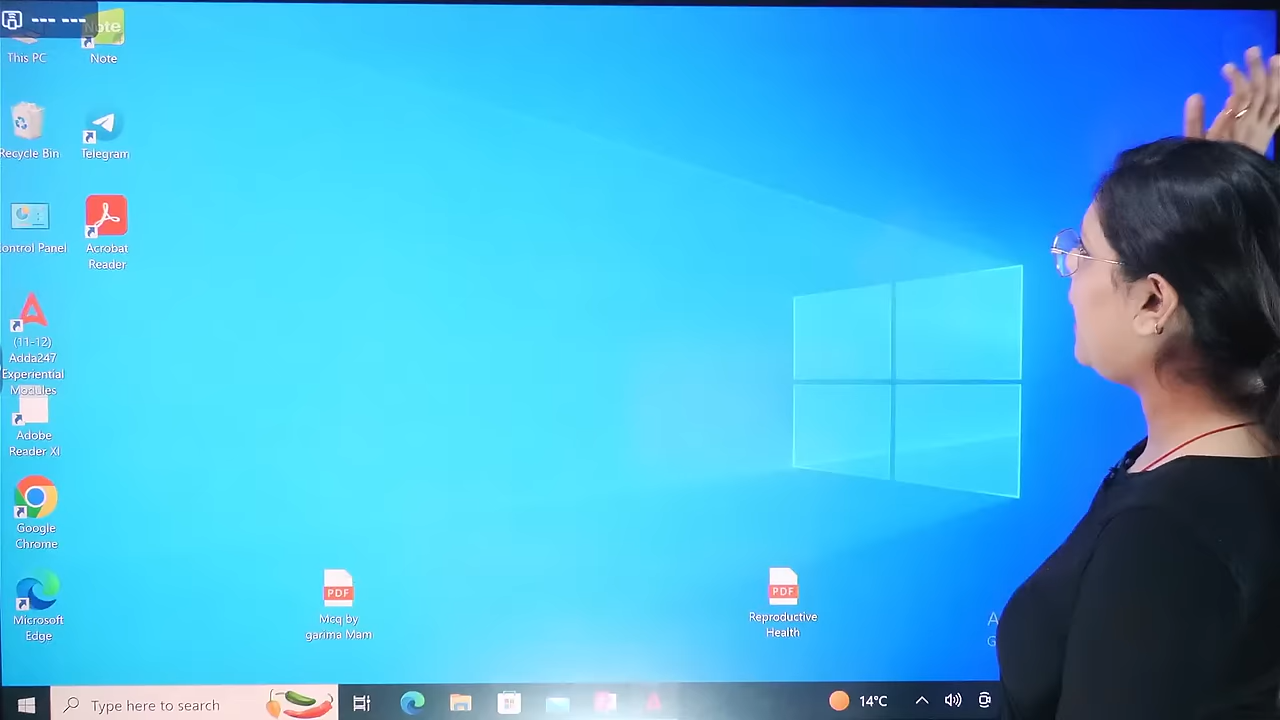 This PC
Note
Note
Recycle Bin
Telegram
ontrol Panel
Acrobat
Reader
(11-12)
Adda247
Experiential
Modules
Adobe
Reader XI
Google
Chrome
Microsoft
Edge
PDF
Mcq by
garima Mam
PDF
Reproductive
Health
Type here to search
14°C